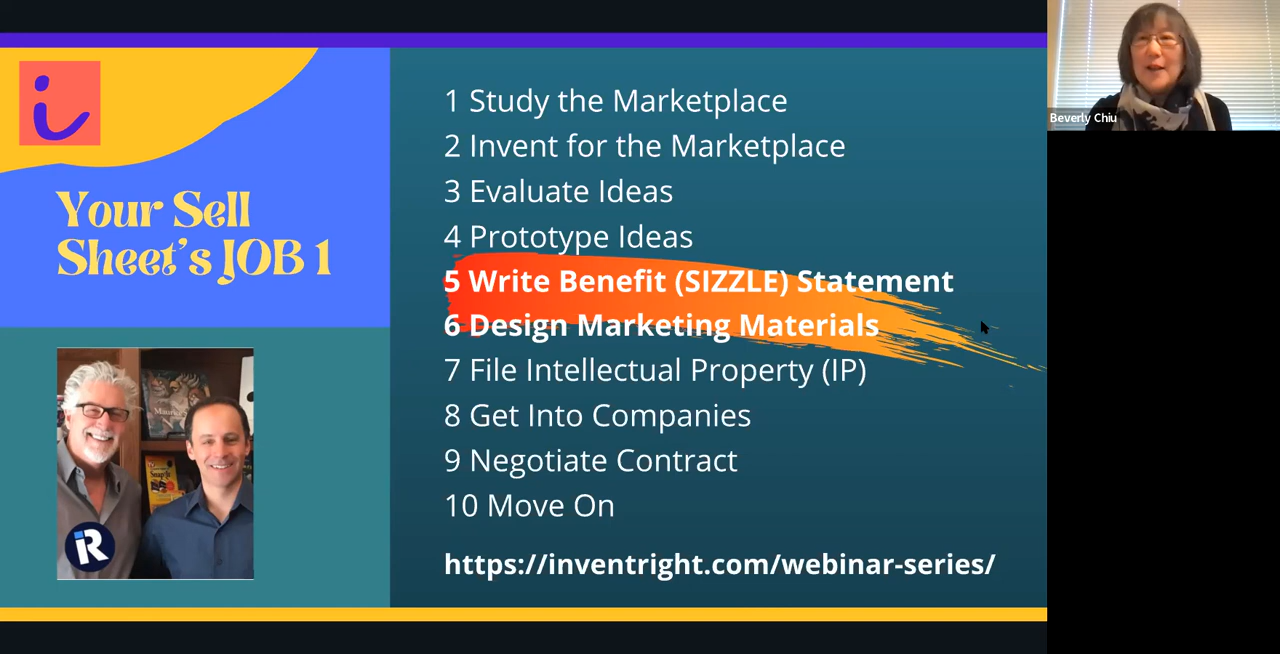 Your Sell
Sheet's JOB 1
1 Study the Marketplace
2 Invent for the Marketplace
3 Evaluate Ideas
4 Prototype Ideas
5 Write Benefit (SIZZLE) Statement
6 Design Marketing Materials
7 File Intellectual Property (IP)
8 Get Into Companies
9 Negotiate Contract
10 Move On
https://inventright.com/webinar-series/
iR
Beverly Chiu